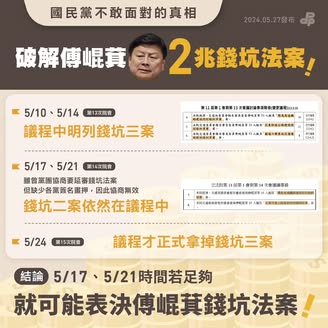 國民黨不敢面對的真相
2024.05.27發布
破解傅崐萁
2兆錢坑法案!
5/10、5/14 第13次院會
議程中明列錢坑三案
5/17、5/21 第14次院會
雖曾黨團協商要延審錢坑法案
但缺少各黨簽名畫押,因此協商無效
錢坑二案依然在議程中
5/24 第15次院會
議程才正式拿掉錢坑三案
結論 5/17、5/21時間若足夠
就可能表決傅崐萁錢坑法案!